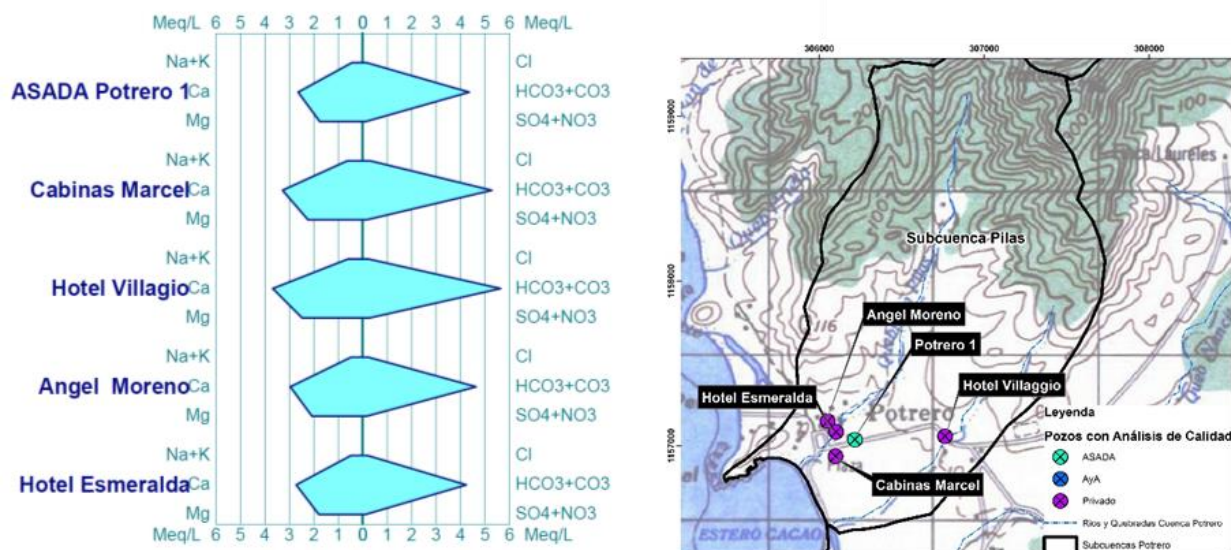 Meq/L 6 5 4 3 2 1 0 1 2 3 4 5 6 Meq/L
Na+K Cl
ASADA Potrero 1 Ca HCO3+CO3
Mg SO4+NO3
Na+K Cl
Cabinas Marcel Ca HCO3+CO3
Mg SO4+NO3
Na+K Cl
Hotel Villagio Ca HCO3+CO3
Mg SO4+NO3
Na+K Cl
Angel Moreno Ca HCO3+CO3
Mg SO4+NO3
Na+K Cl
Hotel Esmeralda Ca HCO3+CO3
Mg SO4+NO3
Meq/L 6 5 4 3 2 1 0 1 2 3 4 5 6 Meq/L
306000 307000 308000
1159000
1158000
1157000
Subcuenca Pilas
116
Angel Moreno
Potrero 1
Hotel Villaggio
Hotel Esmeralda
Potrero
Plaza
Cabinas Marcel
ESTERO CACAO
Leyenda
Pozos con Análisis de Calidad
ASADA
AyA
Privado
Rios y Quebradas Cuenca Potrero
Subcuencas Potrero